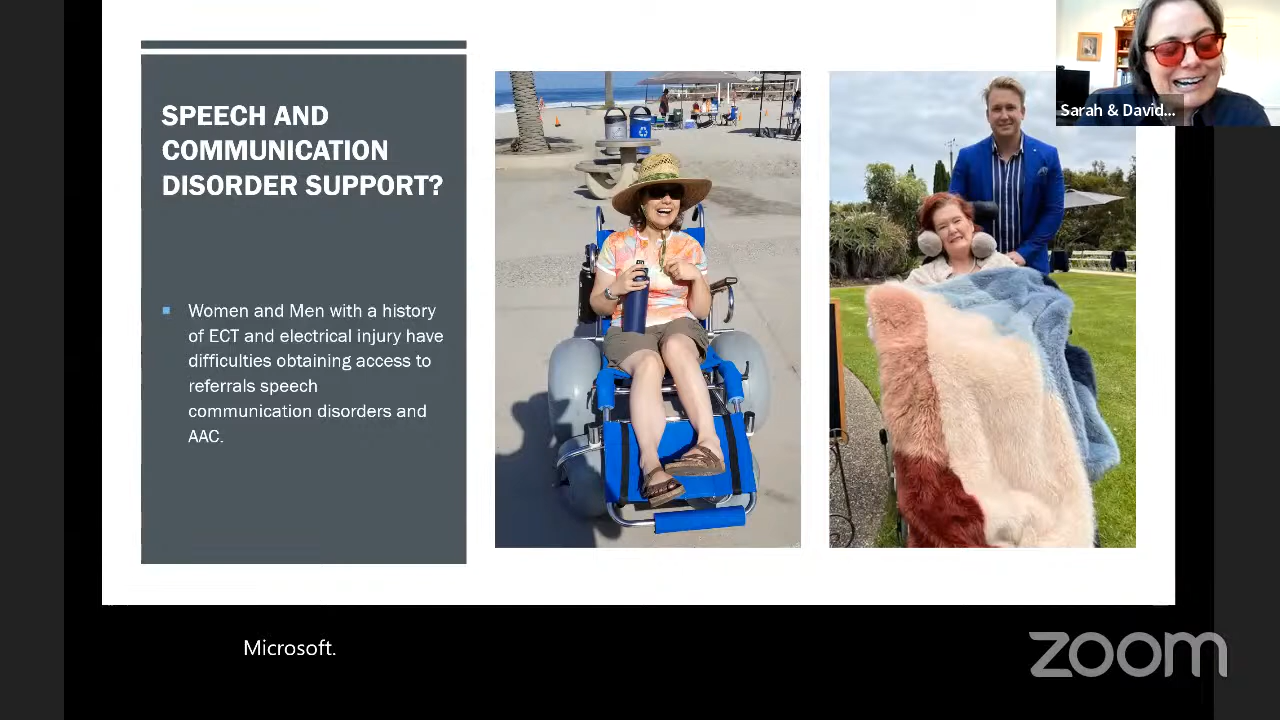 SPEECH AND
COMMUNICATION
DISORDER SUPPORT?
Women and Men with a history
of ECT and electrical injury have
difficulties obtaining access to
referrals speech
communication disorders and
AAC.
Sarah & David...
Microsoft.
zoom